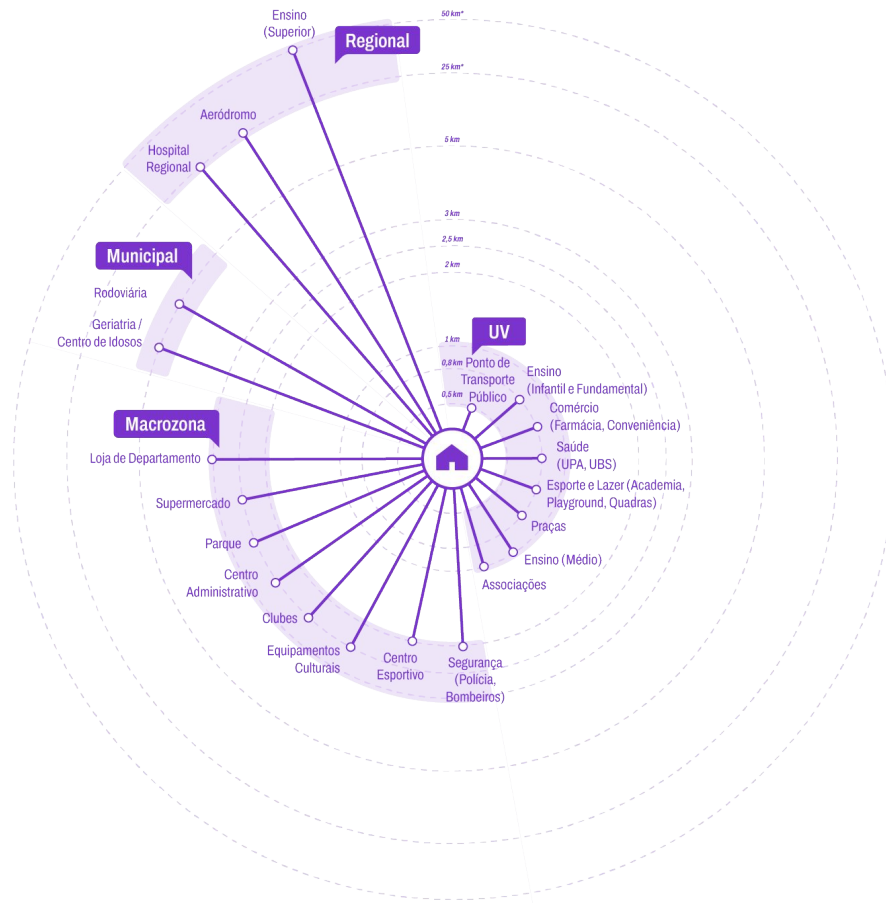 50 km*
25 km*
5 km
3 km
2,5 km
2 km
1 km
0,8 km
0,5 km
Regional
Ensino
(Superior)
Aeródromo
Hospital
Regional
Municipal
Rodoviária
Geriatria /
Centro de Idosos
Macrozona
Loja de Departamento
Supermercado
Parque
Centro
Administrativo
Clubes
Equipamentos
Culturais
Centro
Esportivo
Segurança
(Polícia,
Bombeiros)
UV
Ponto de
Transporte
Público
Ensino
(Infantil e Fundamental)
Comércio
(Farmácia, Conveniência)
Saúde
(UPA, UBS)
Esporte e Lazer (Academia,
Playground, Quadras)
Praças
Ensino (Médio)
Associações